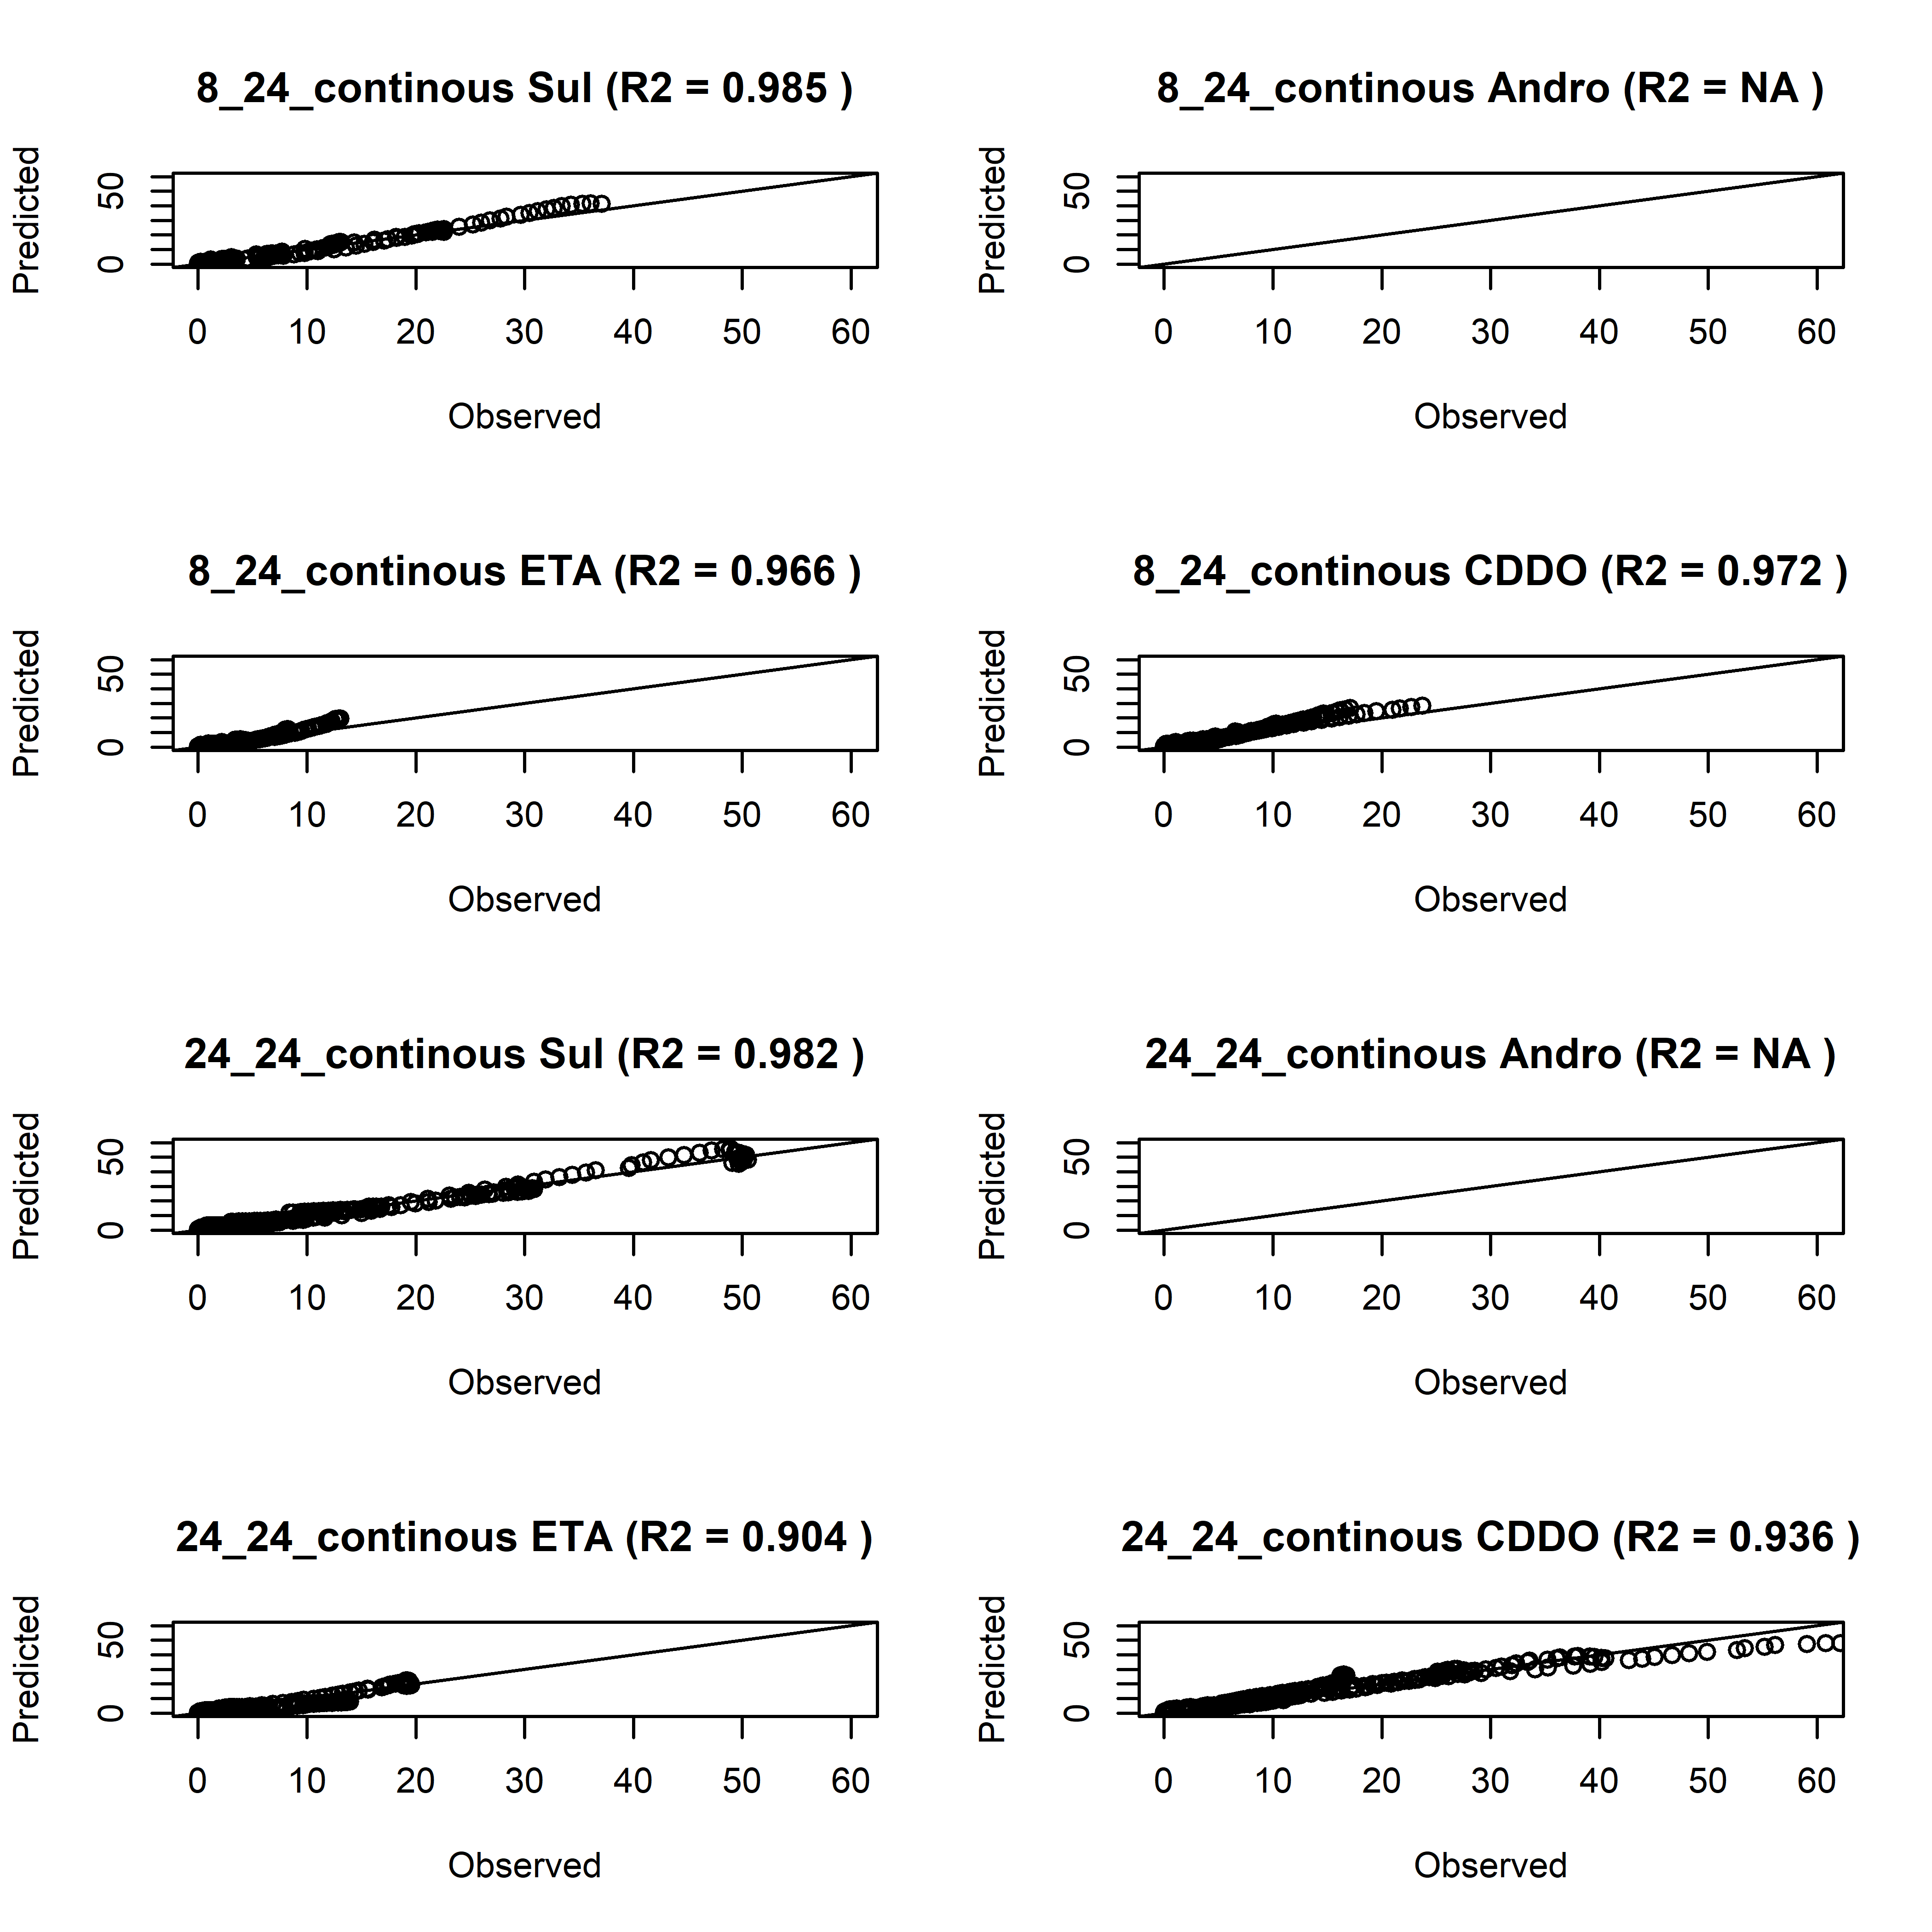 8_24_continous Sul (R2 = 0.985 )
Predicted
0 50
0 10 20 30 40 50 60
Observed
8_24_continous Andro (R2 = NA )
Predicted
0 50
0 10 20 30 40 50 60
Observed
8_24_continous ETA (R2 = 0.966 )
Predicted
0 50
0 10 20 30 40 50 60
Observed
8_24_continous CDDO (R2 = 0.972 )
Predicted
0 50
0 10 20 30 40 50 60
Observed
24_24_continous Sul (R2 = 0.982 )
Predicted
0 50
0 10 20 30 40 50 60
Observed
24_24_continous Andro (R2 = NA )
Predicted
0 50
0 10 20 30 40 50 60
Observed
24_24_continous ETA (R2 = 0.904 )
Predicted
0 50
0 10 20 30 40 50 60
Observed
24_24_continous CDDO (R2 = 0.936 )
Predicted
0 50
0 10 20 30 40 50 60
Observed